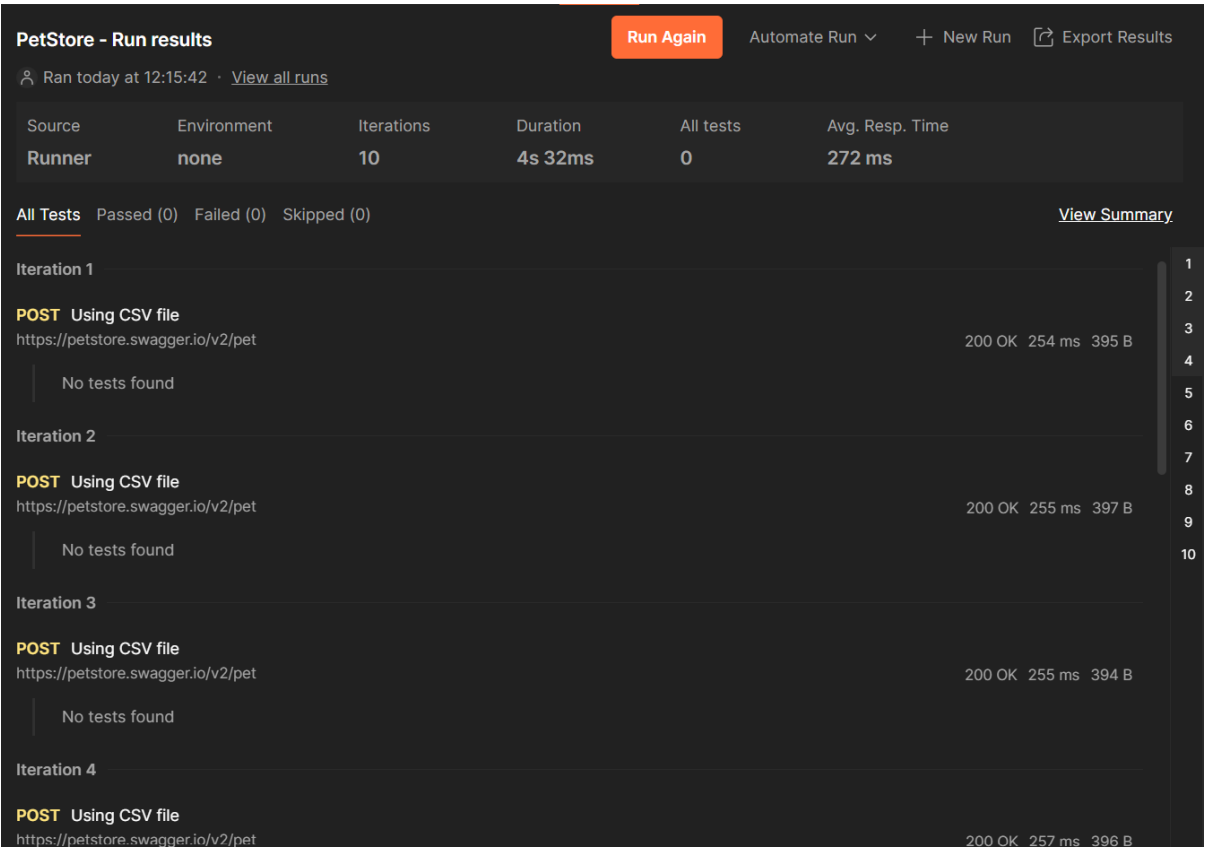 PetStore - Run results
Run Again
Automate Run
New Run
Export Results
Ran today at 12:15:42 · View all runs
Source Environment Iterations Duration All tests Avg. Resp. Time
Runner none 10 4s 32ms 0 272 ms
All Tests Passed (0) Failed (0) Skipped (0) View Summary
Iteration 1
POST Using CSV file
https://petstore.swagger.io/v2/pet 200 OK 254 ms 395 B
No tests found
Iteration 2
POST Using CSV file
https://petstore.swagger.io/v2/pet 200 OK 255 ms 397 B
No tests found
Iteration 3
POST Using CSV file
https://petstore.swagger.io/v2/pet 200 OK 255 ms 394 B
No tests found
Iteration 4
POST Using CSV file
https://petstore.swagger.io/v2/pet 200 OK 257 ms 396 B
1
2
3
4
5
6
7
8
9
10